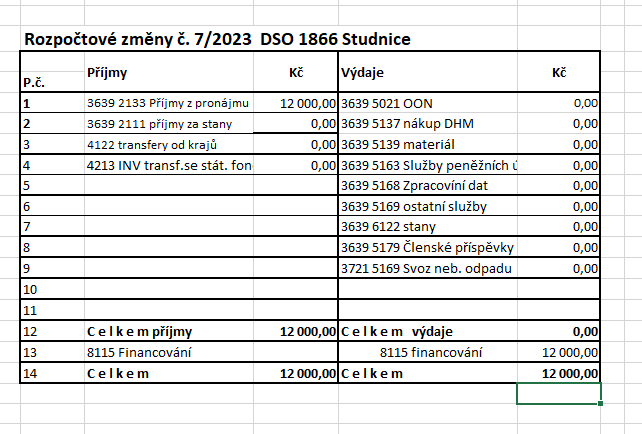 Rozpočtové změny č. 7/2023 DSO 1866 Studnice
P.č. Příjmy Kč Výdaje Kč
1 3639 2133 Příjmy z pronájmu 12 000,00 3639 5021 OON 0,00
2 3639 2111 příjmy za stany 0,00 3639 5137 nákup DHM 0,00
3 4122 transfery od krajů 0,00 3639 5139 materiál 0,00
4 4213 INV transf.se stát. fon 0,00 3639 5163 Služby peněžních ú 0,00
5 3639 5168 Zpracovíní dat 0,00
6 3639 5169 ostatní služby 0,00
7 3639 6122 stany 0,00
8 3639 5179 Členské příspěvky 0,00
9 3721 5169 Svoz neb. odpadu 0,00
10
11
12 C e l k e m příjmy 12 000,00 C e l k e m výdaje 0,00
13 8115 Financování 8115 financování 12 000,00
14 C e l k e m 12 000,00 C e l k e m 12 000,00